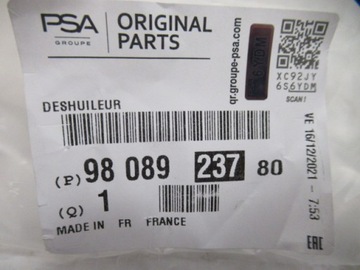 PSA
GROUPE
ORIGINAL
PARTS
qr.groupe-psa.com
6S6YDM
XC92JY
6S6YDM
SCAN!
DESHUILEUR
VE 16/12/2021 - 7:53
(P) 98 089 237 80
(Q) 1
MADE IN FR FRANCE
EAC